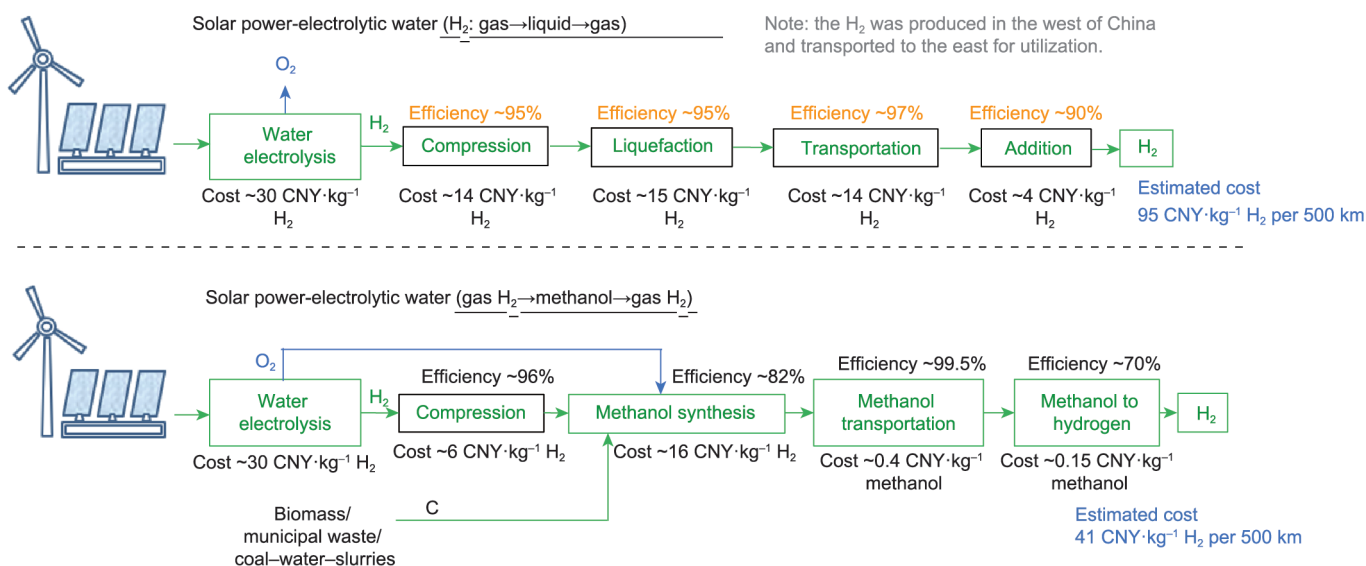 Solar power-electrolytic water (H₂: gas→liquid→gas)
Note: the H₂ was produced in the west of China
and transported to the east for utilization.
O₂
Water
electrolysis
Cost ~30 CNY·kg⁻¹
H₂
H₂
Efficiency ~95%
Compression
Cost ~14 CNY·kg⁻¹
H₂
Efficiency ~95%
Liquefaction
Cost ~15 CNY·kg⁻¹
H₂
Efficiency ~97%
Transportation
Cost ~14 CNY·kg⁻¹
H₂
Efficiency ~90%
Addition
Cost ~4 CNY·kg⁻¹
H₂
H₂
Estimated cost
95 CNY·kg⁻¹ H₂ per 500 km
Solar power-electrolytic water (gas H₂→methanol→gas H₂)
O₂
Water
electrolysis
Cost ~30 CNY·kg⁻¹ H₂
H₂
Efficiency ~96%
Compression
Cost ~6 CNY·kg⁻¹ H₂
Efficiency ~82%
Methanol synthesis
Cost ~16 CNY·kg⁻¹ H₂
Efficiency ~99.5%
Methanol
transportation
Cost ~0.4 CNY·kg⁻¹
methanol
Efficiency ~70%
Methanol to
hydrogen
Cost ~0.15 CNY·kg⁻¹
methanol
H₂
Biomass/
municipal waste/
coal–water–slurries
C
Estimated cost
41 CNY·kg⁻¹ H₂ per 500 km